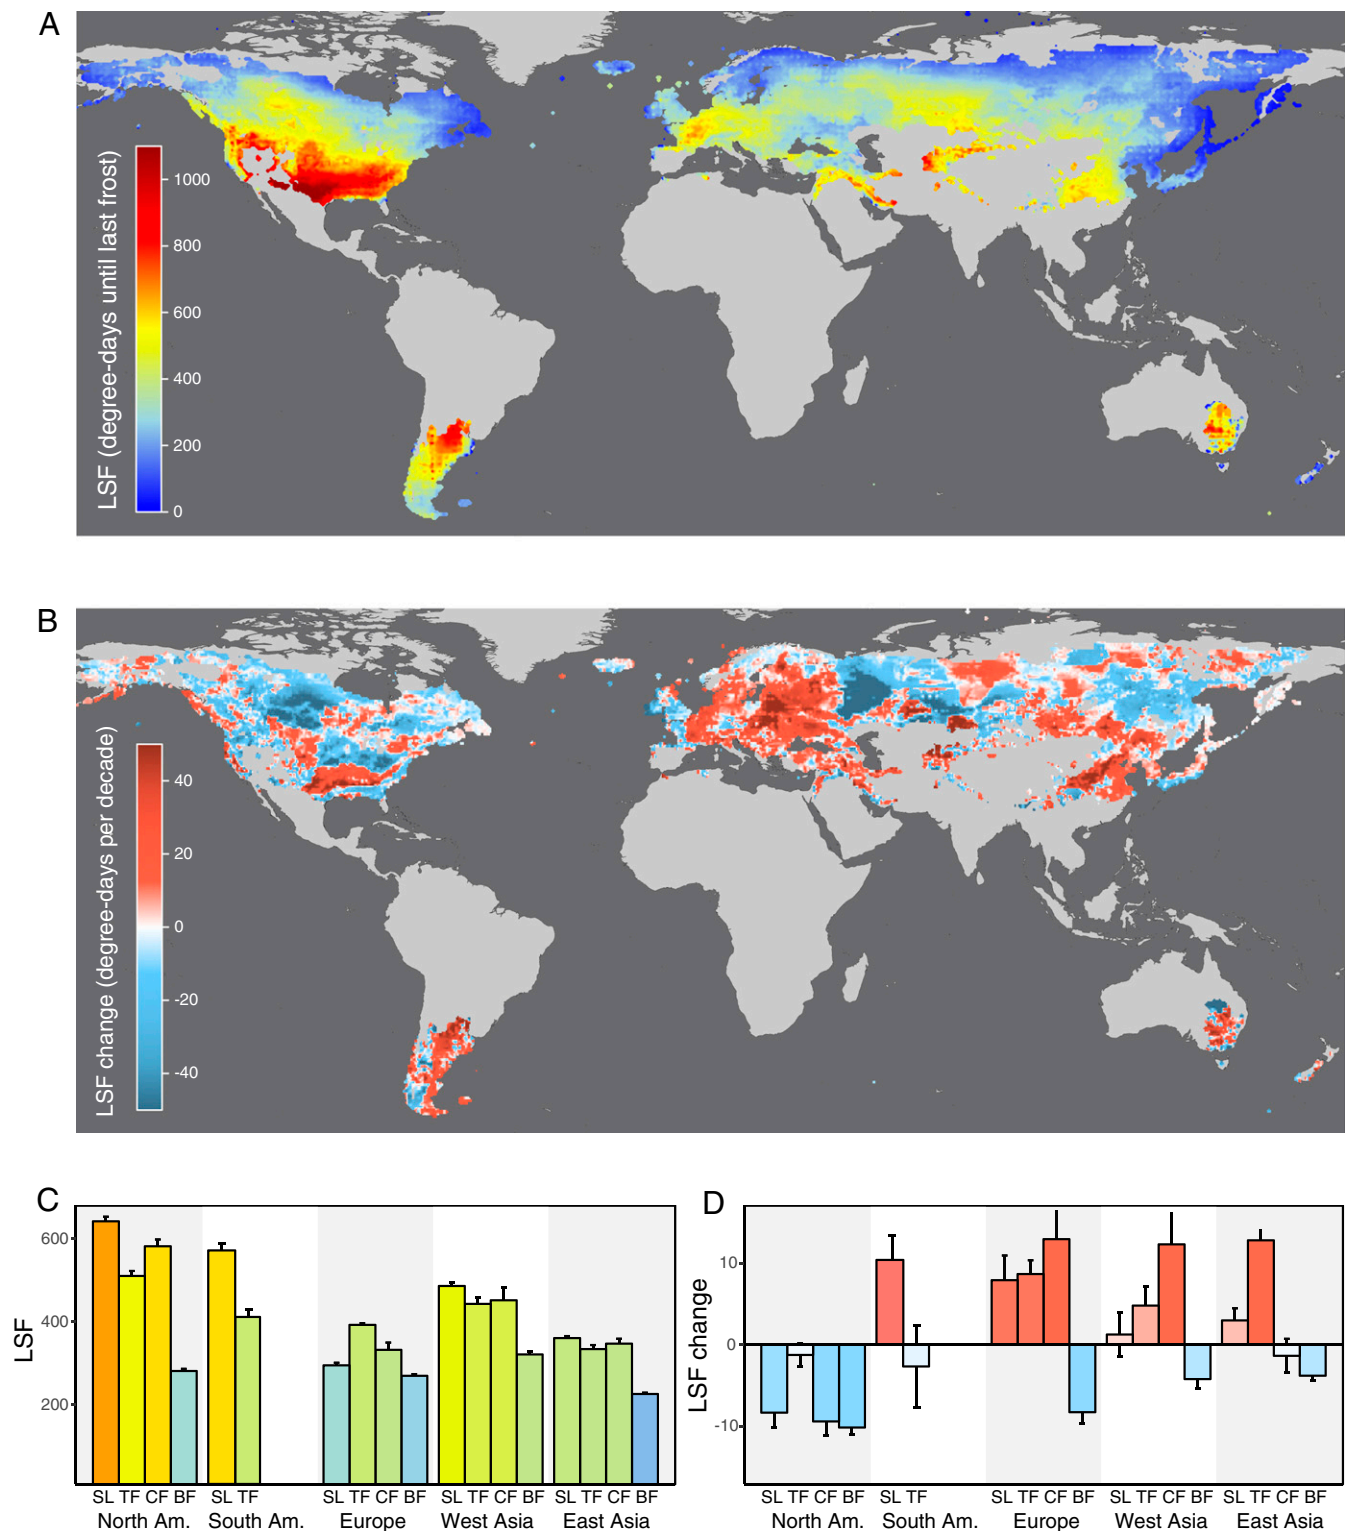 A
LSF (degree-days until last frost)
1000
800
600
400
200
0
B
LSF change (degree-days per decade)
40
20
0
-20
-40
C
LSF
600
400
200
SL TF CF BF SL TF SL TF CF BF SL TF CF BF SL TF CF BF
North Am. South Am. Europe West Asia East Asia
D
LSF change
10
0
-10
SL TF CF BF SL TF SL TF CF BF SL TF CF BF SL TF CF BF
North Am. South Am. Europe West Asia East Asia